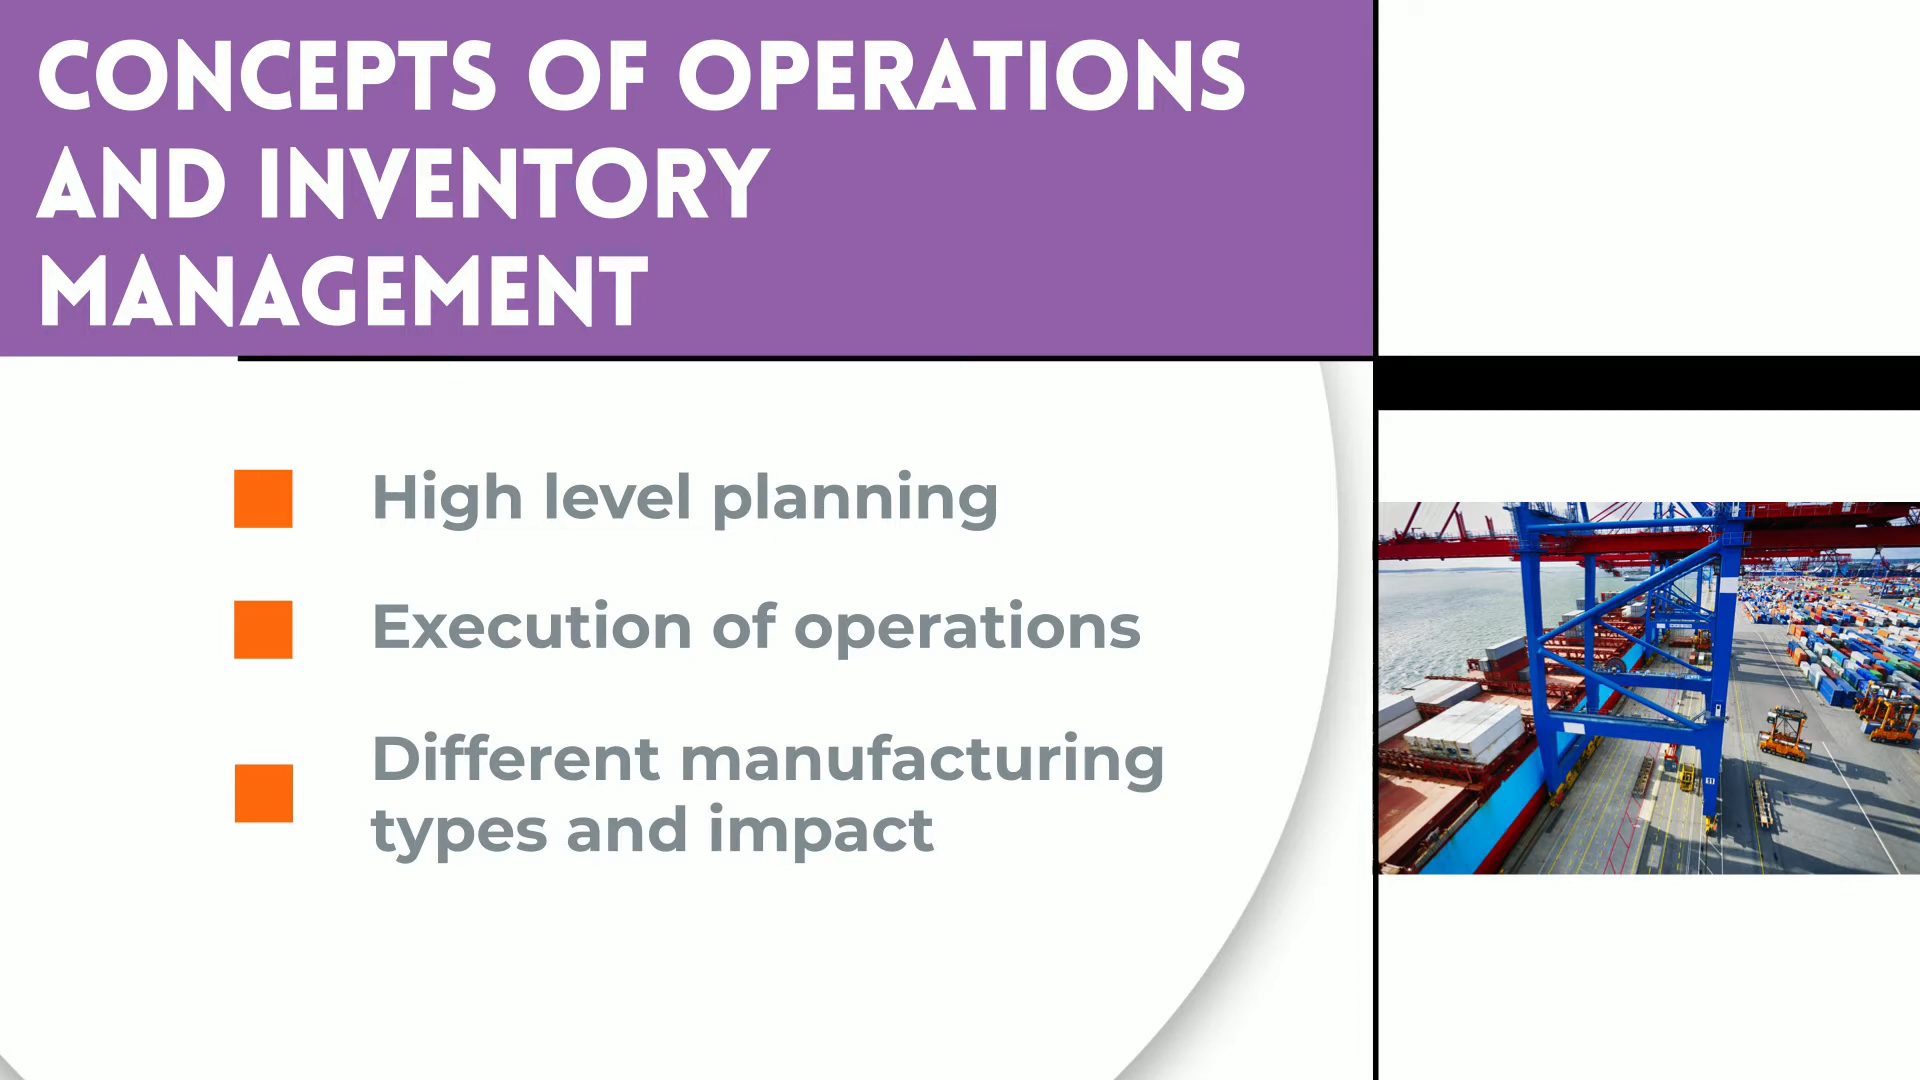 CONCEPTS OF OPERATIONS
AND INVENTORY
MANAGEMENT
High level planning
Execution of operations
Different manufacturing
types and impact